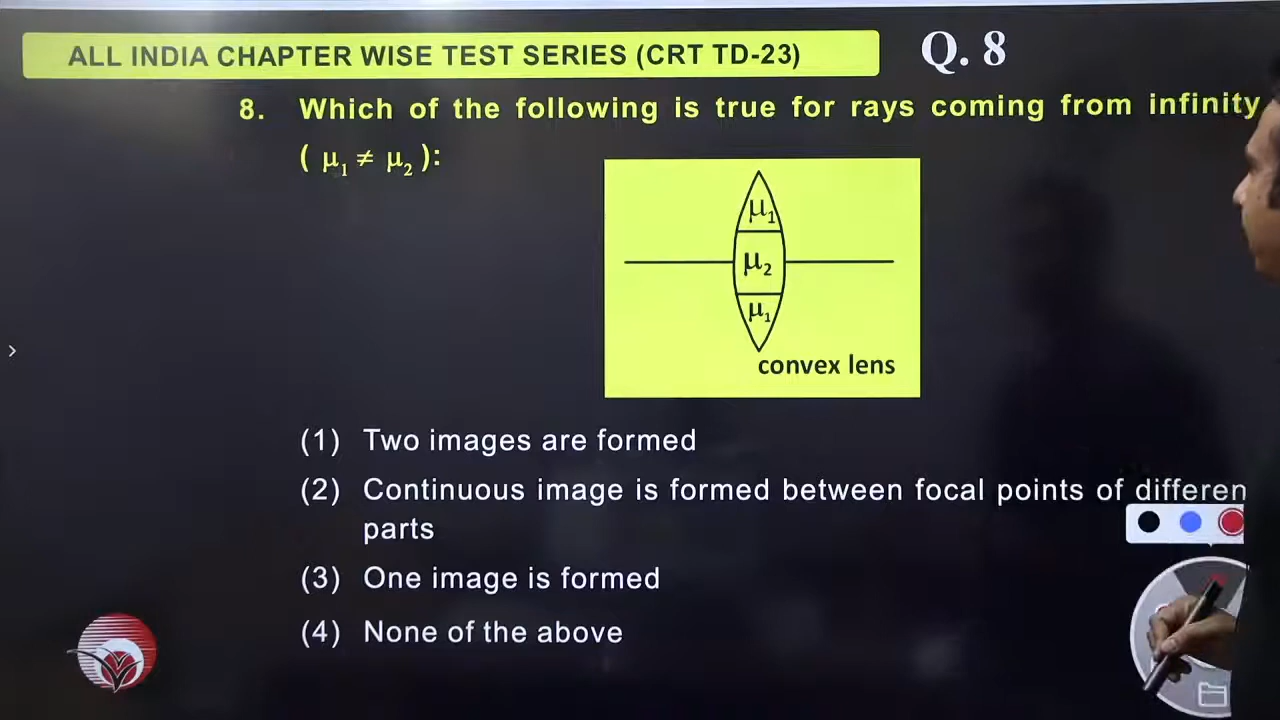 ALL INDIA CHAPTER WISE TEST SERIES (CRT TD-23)
Q. 8
8. Which of the following is true for rays coming from infinity
( μ₁ ≠ μ₂ ):
μ₁
μ₂
μ₁
convex lens
(1) Two images are formed
(2) Continuous image is formed between focal points of differen
parts
(3) One image is formed
(4) None of the above